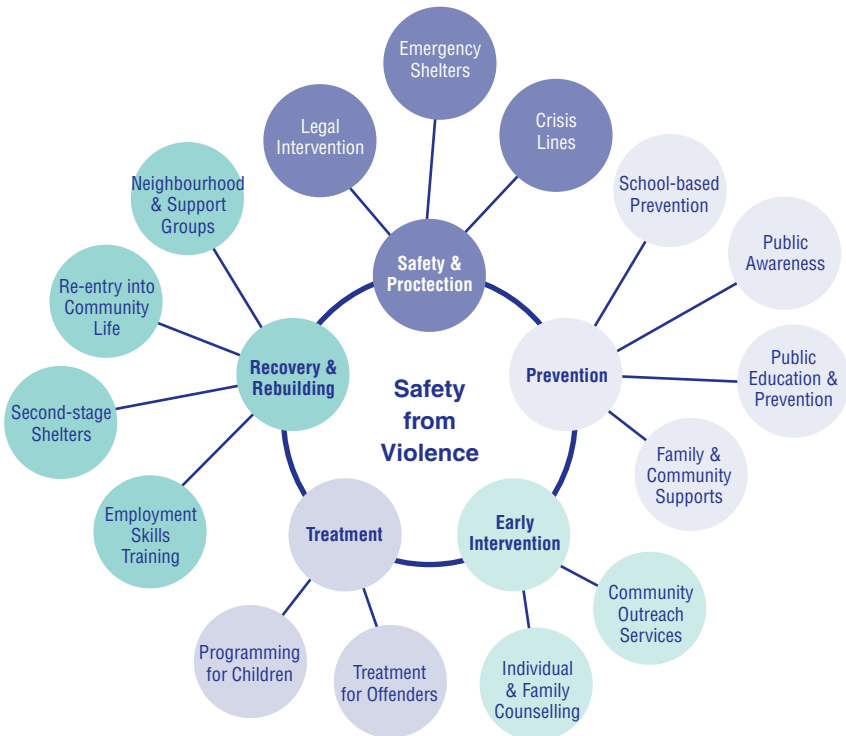 Emergency
Shelters
Legal
Intervention
Crisis
Lines
Neighbourhood
& Support
Groups
School-based
Prevention
Public
Awareness
Safety &
Proctection
Re-entry into
Community
Life
Recovery &
Rebuilding
Prevention
Public
Education &
Prevention
Safety
from
Violence
Second-stage
Shelters
Family &
Community
Supports
Employment
Skills
Training
Treatment
Early
Intervention
Community
Outreach
Services
Programming
for Children
Treatment
for Offenders
Individual
& Family
Counselling